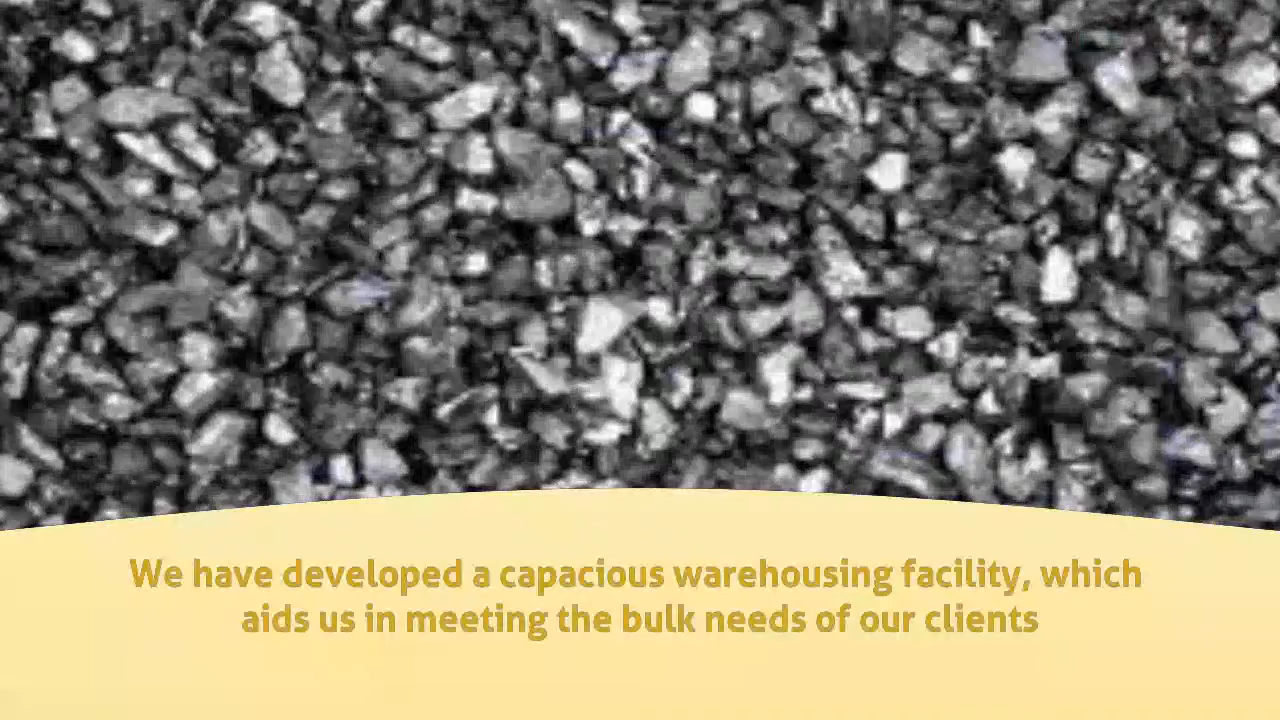 We have developed a capacious warehousing facility, which
aids us in meeting the bulk needs of our clients